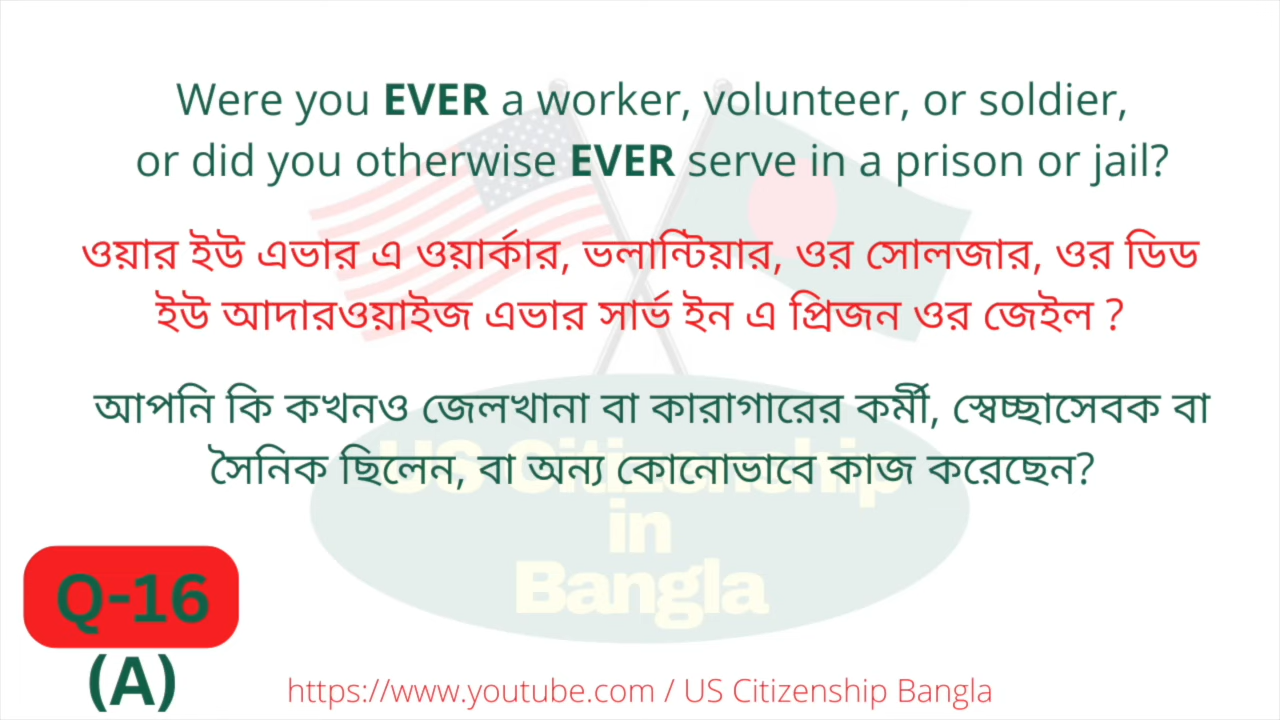 Were you EVER a worker, volunteer, or soldier,
or did you otherwise EVER serve in a prison or jail?
ওয়ার ইউ এভার এ ওয়ার্কার, ভলান্টিয়ার, ওর সোলজার, ওর ডিড
ইউ আদারওয়াইজ এভার সার্ভ ইন এ প্রিজন ওর জেইল ?
আপনি কি কখনও জেলখানা বা কারাগারের কর্মী, স্বেচ্ছাসেবক বা
সৈনিক ছিলেন, বা অন্য কোনোভাবে কাজ করেছেন?
US Citizenship
in
Bangla
Q-16
(A)
https://www.youtube.com / US Citizenship Bangla